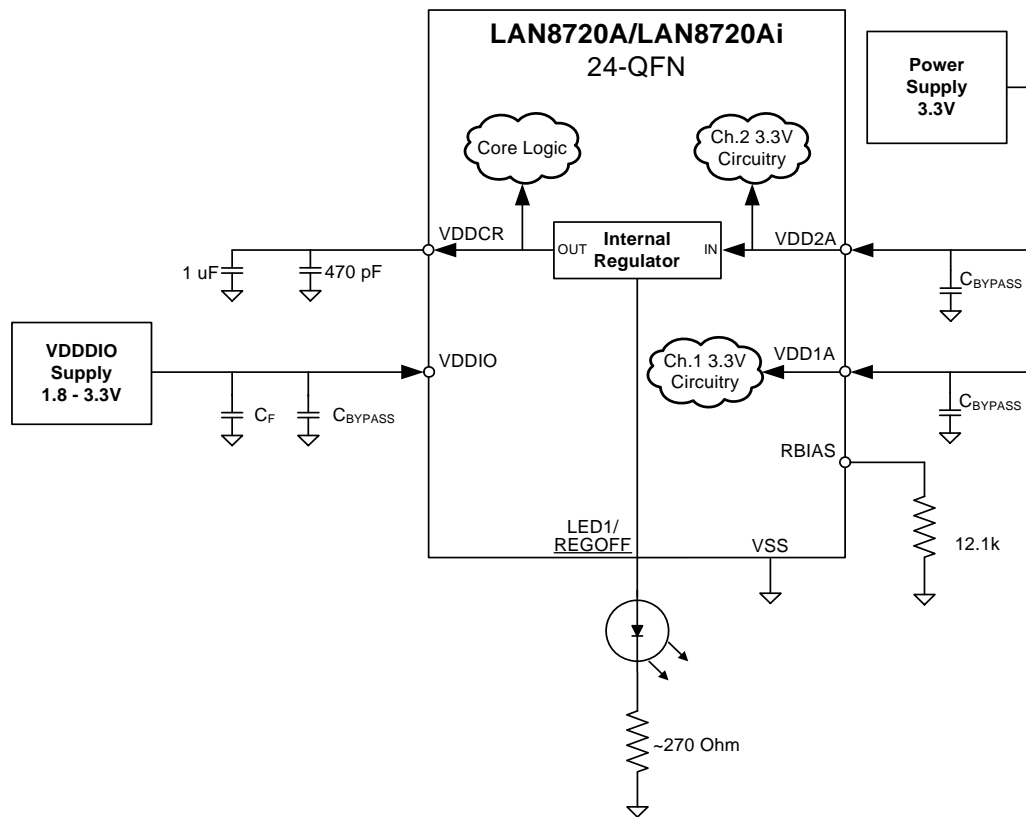 LAN8720A/LAN8720Ai
24-QFN
Power
Supply
3.3V
Core Logic
Ch.2 3.3V
Circuitry
VDDCR
OUT
Internal
Regulator
IN
VDD2A
1 uF
470 pF
CBYPASS
VDDDIO
Supply
1.8 - 3.3V
VDDIO
Ch.1 3.3V
Circuitry
VDD1A
CF
CBYPASS
CBYPASS
RBIAS
12.1k
LED1/
REGOFF
VSS
~270 Ohm